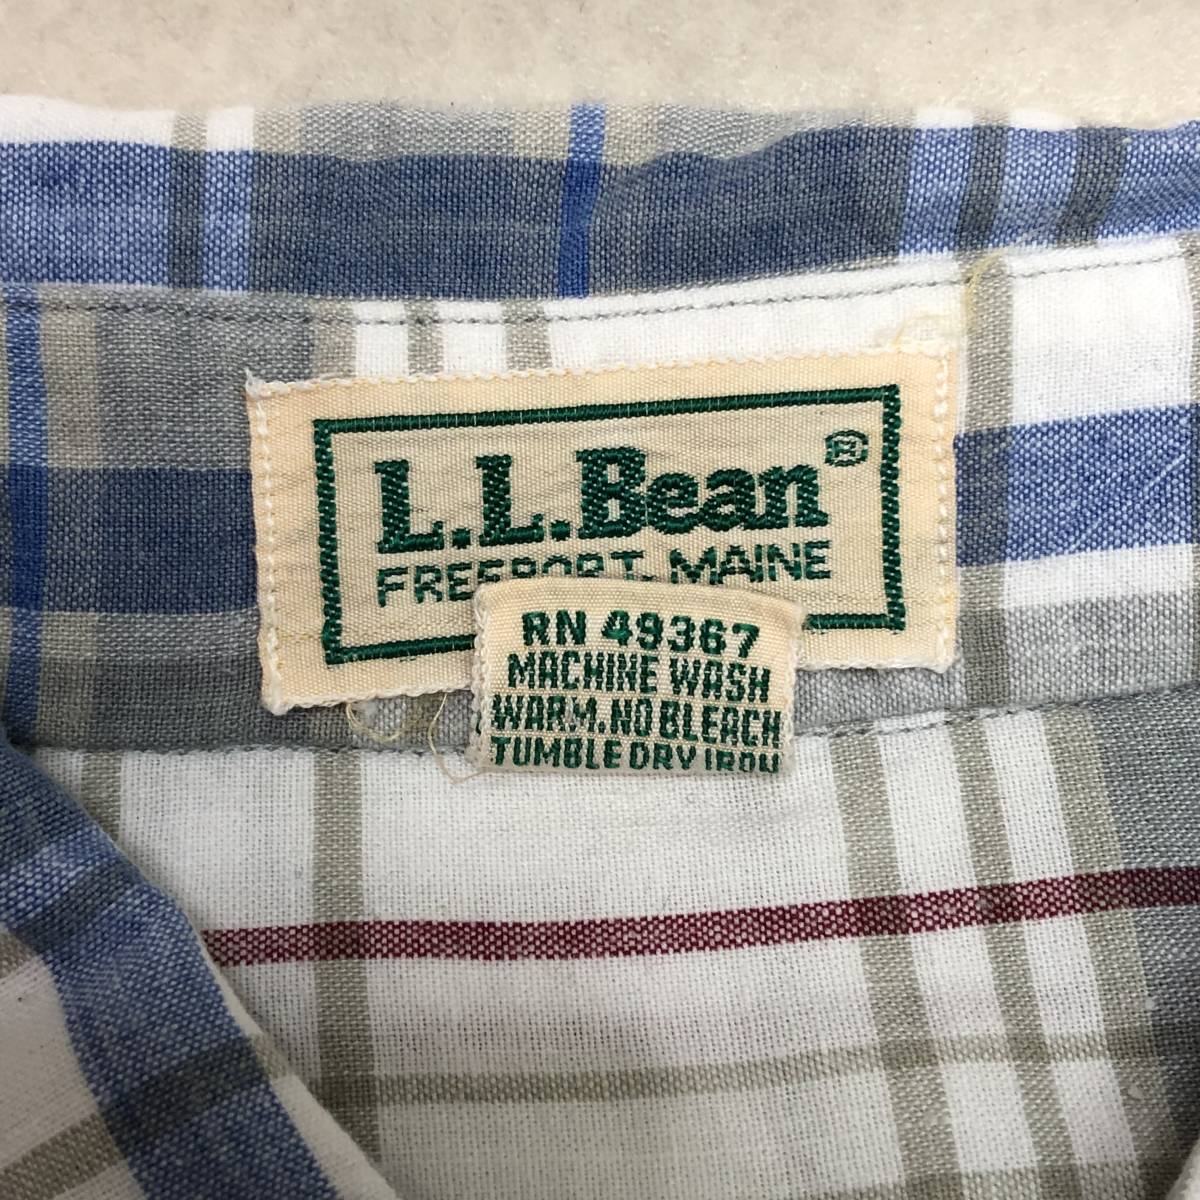 L.L.Bean®
FREEPORT, MAINE
RN 49367
MACHINE WASH
WARM. NO BLEACH
TUMBLE DRY IRON